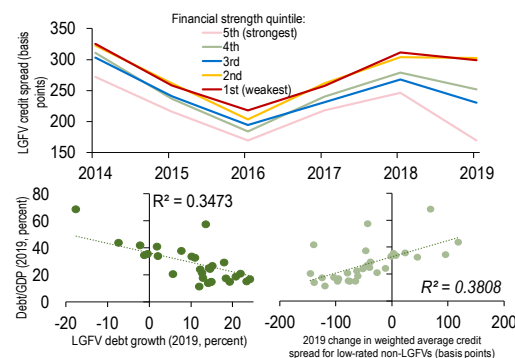 Financial strength quintile:
5th (strongest)
4th
3rd
2nd
1st (weakest)
LGFV credit spread (basis
points)
350
300
250
200
150
2014 2015 2016 2017 2018 2019
Debt/GDP (2019, percent)
80
60
40
20
0
R² = 0.3473
-20 0 20
LGFV debt growth (2019, percent)
R² = 0.3808
-200 -100 0 100 200
2019 change in weighted average credit
spread for low-rated non-LGFVs (basis points)